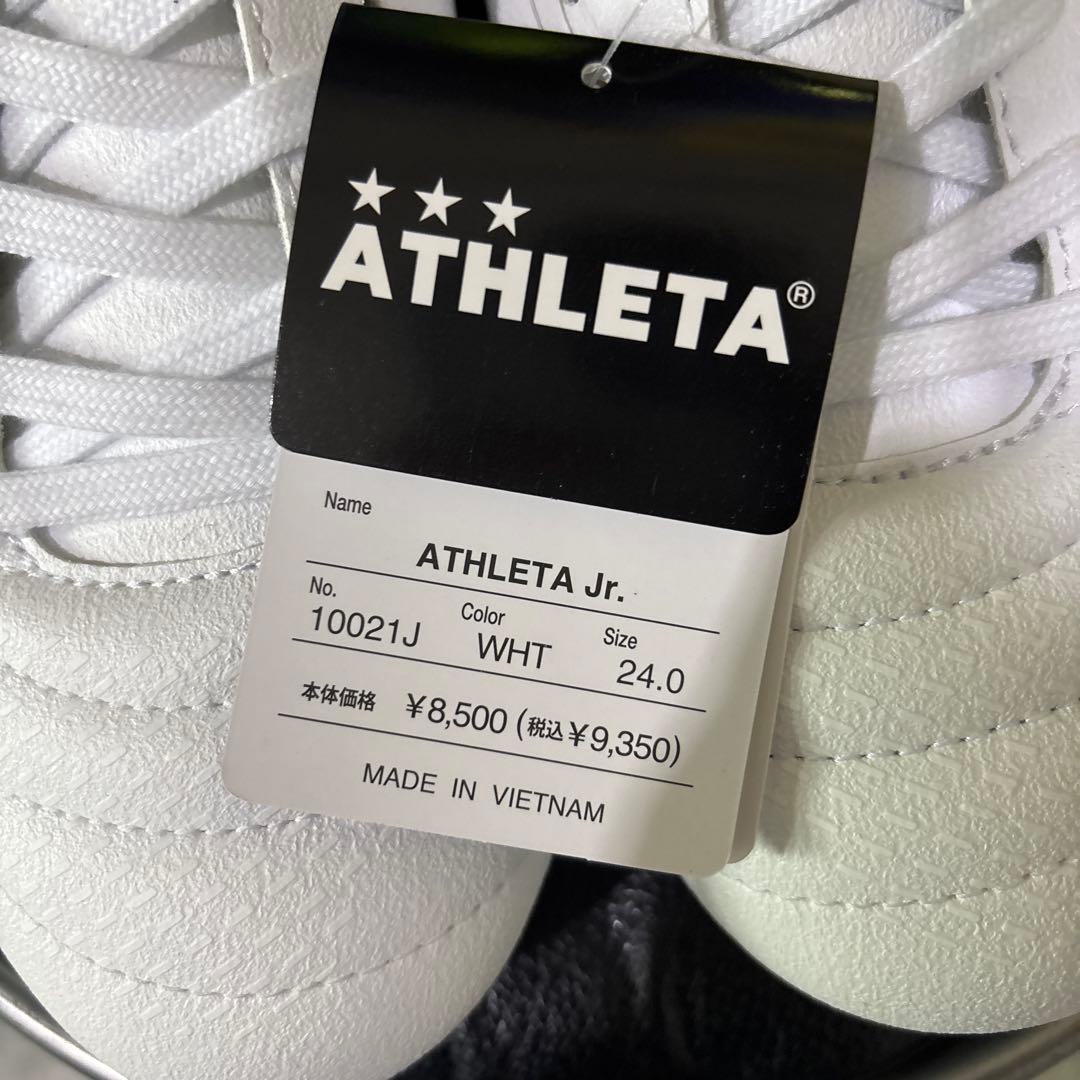 ★★★
ATHLETA®
Name
ATHLETA Jr.
No. Color Size
10021J WHT 24.0
本体価格 ¥8,500 (税込¥9,350)
MADE IN VIETNAM